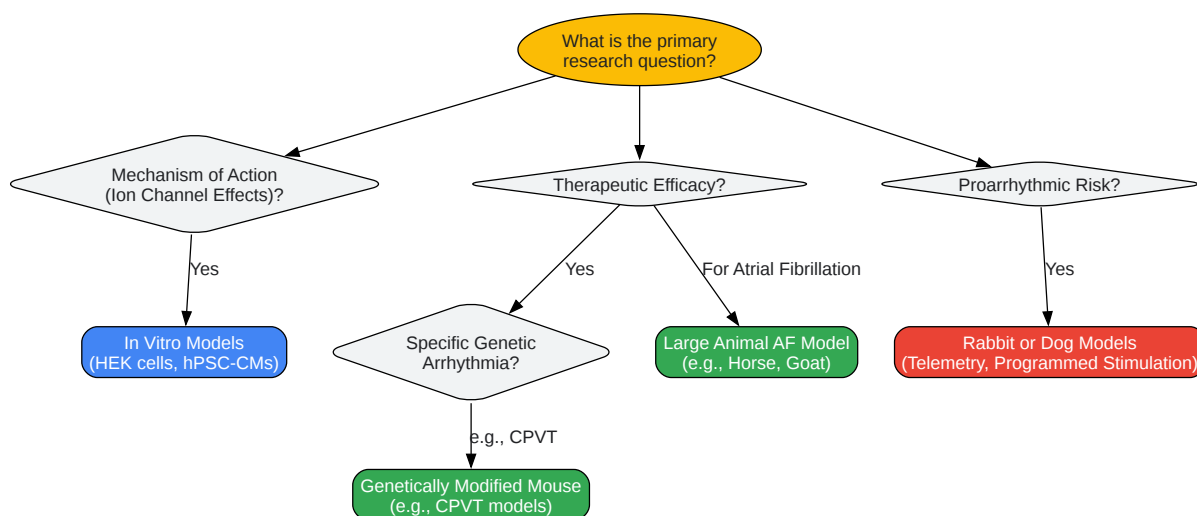 What is the primary
research question?
Mechanism of Action
(Ion Channel Effects)?
Therapeutic Efficacy?
Proarrhythmic Risk?
Yes
Yes
For Atrial Fibrillation
Yes
In Vitro Models
(HEK cells, hPSC-CMs)
Specific Genetic
Arrhythmia?
Large Animal AF Model
(e.g., Horse, Goat)
Rabbit or Dog Models
(Telemetry, Programmed Stimulation)
e.g., CPVT
Genetically Modified Mouse
(e.g., CPVT models)